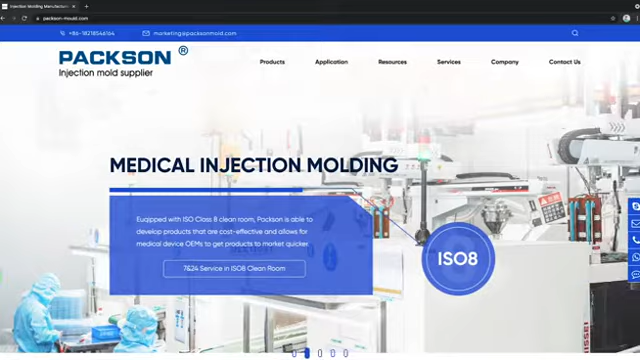 Injection Molding Manufacturer
packson-mould.com
+86-18218546164 marketing@packsonmold.com
PACKSON®
Injection mold supplier
Products Application Resources Services Company Contact Us
MEDICAL INJECTION MOLDING
Euqipped with ISO Class 8 clean room, Packson is able to
develop products that are cost-effective and allows for
medical device OEMs to get products to market quicker.
ISO8
7&24 Service in ISO8 Clean Room